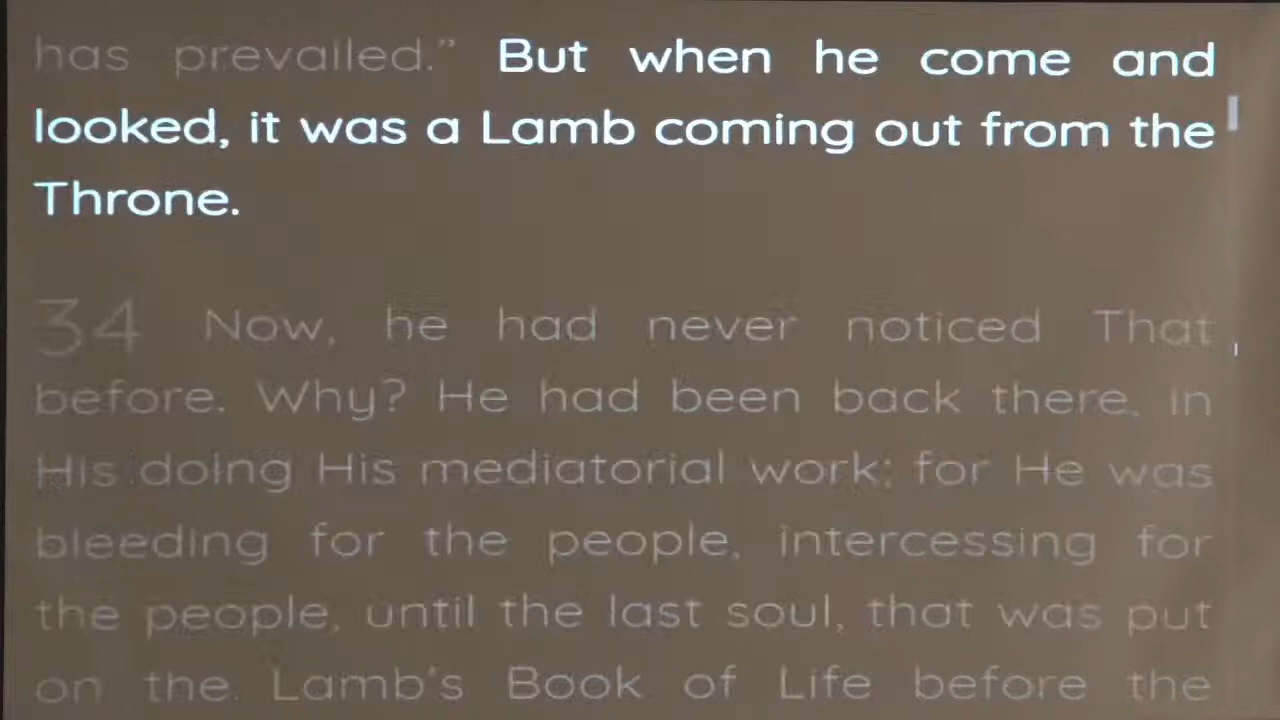 has prevailed." But when he come and
looked, it was a Lamb coming out from the
Throne.
34 Now, he had never noticed That
before. Why? He had been back there, in
His doing His mediatorial work; for He was
bleeding for the people, intercessing for
the people, until the last soul, that was put
on the Lamb's Book of Life before the